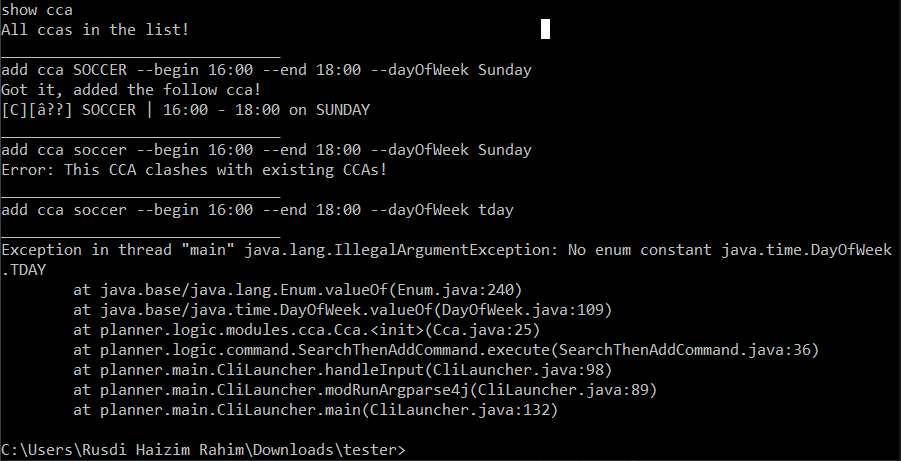 show cca
All ccas in the list!
____________________________
add cca SOCCER --begin 16:00 --end 18:00 --dayOfWeek Sunday
Got it, added the follow cca!
[C][â??] SOCCER | 16:00 - 18:00 on SUNDAY
____________________________
add cca soccer --begin 16:00 --end 18:00 --dayOfWeek Sunday
Error: This CCA clashes with existing CCAs!
____________________________
add cca soccer --begin 16:00 --end 18:00 --dayOfWeek tday
____________________________
Exception in thread "main" java.lang.IllegalArgumentException: No enum constant java.time.DayOfWeek
.TDAY
        at java.base/java.lang.Enum.valueOf(Enum.java:240)
        at java.base/java.time.DayOfWeek.valueOf(DayOfWeek.java:109)
        at planner.logic.modules.cca.Cca.<init>(Cca.java:25)
        at planner.logic.command.SearchThenAddCommand.execute(SearchThenAddCommand.java:36)
        at planner.main.CliLauncher.handleInput(CliLauncher.java:98)
        at planner.main.CliLauncher.modRunArgparse4j(CliLauncher.java:89)
        at planner.main.CliLauncher.main(CliLauncher.java:132)
C:\Users\Rusdi Haizim Rahim\Downloads\tester>